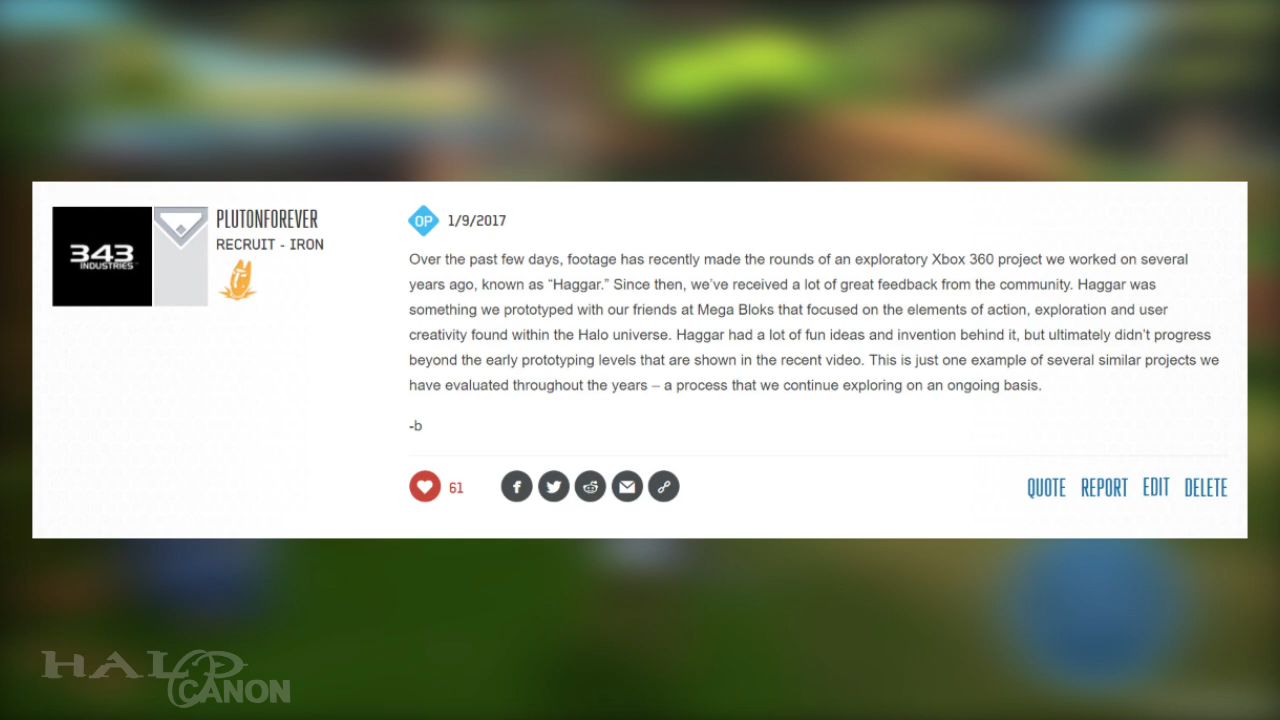 343
INDUSTRIES
PLUTONFOREVER
RECRUIT - IRON
OP 1/9/2017
Over the past few days, footage has recently made the rounds of an exploratory Xbox 360 project we worked on several
years ago, known as “Haggar.” Since then, we’ve received a lot of great feedback from the community. Haggar was
something we prototyped with our friends at Mega Bloks that focused on the elements of action, exploration and user
creativity found within the Halo universe. Haggar had a lot of fun ideas and invention behind it, but ultimately didn’t progress
beyond the early prototyping levels that are shown in the recent video. This is just one example of several similar projects we
have evaluated throughout the years – a process that we continue exploring on an ongoing basis.
-b
61
QUOTE REPORT EDIT DELETE
HALO
CANON